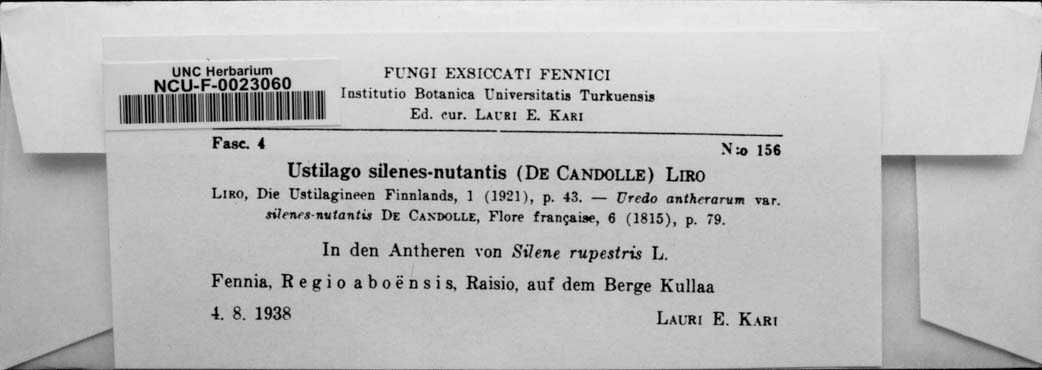 UNC Herbarium
NCU-F-0023060
FUNGI EXSICCATI FENNICI
Institutio Botanica Universitatis Turkuensis
Ed. cur. LAURI E. KARI
Fasc. 4 N:o 156
Ustilago silenes-nutantis (DE CANDOLLE) LIRO
LIRO, Die Ustilagineen Finnlands, 1 (1921), p. 43. — Uredo antherarum var.
silenes-nutantis DE CANDOLLE, Flore française, 6 (1815), p. 79.
In den Antheren von Silene rupestris L.
Fennia, Regio aboënsis, Raisio, auf dem Berge Kullaa
4. 8. 1938 LAURI E. KARI